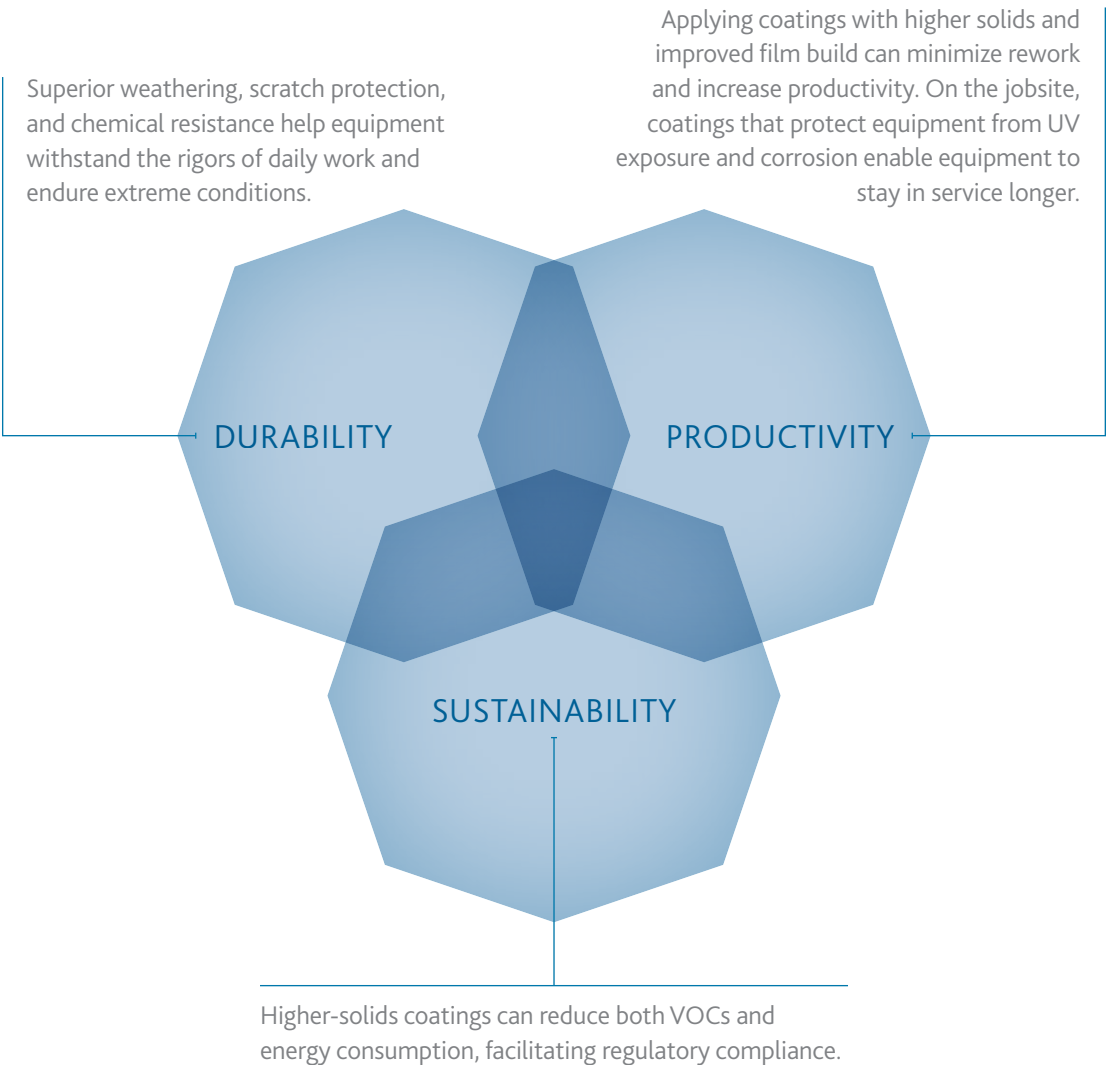 Applying coatings with higher solids and
improved film build can minimize rework
and increase productivity. On the jobsite,
coatings that protect equipment from UV
exposure and corrosion enable equipment to
stay in service longer.
Superior weathering, scratch protection,
and chemical resistance help equipment
withstand the rigors of daily work and
endure extreme conditions.
DURABILITY
PRODUCTIVITY
SUSTAINABILITY
Higher-solids coatings can reduce both VOCs and
energy consumption, facilitating regulatory compliance.